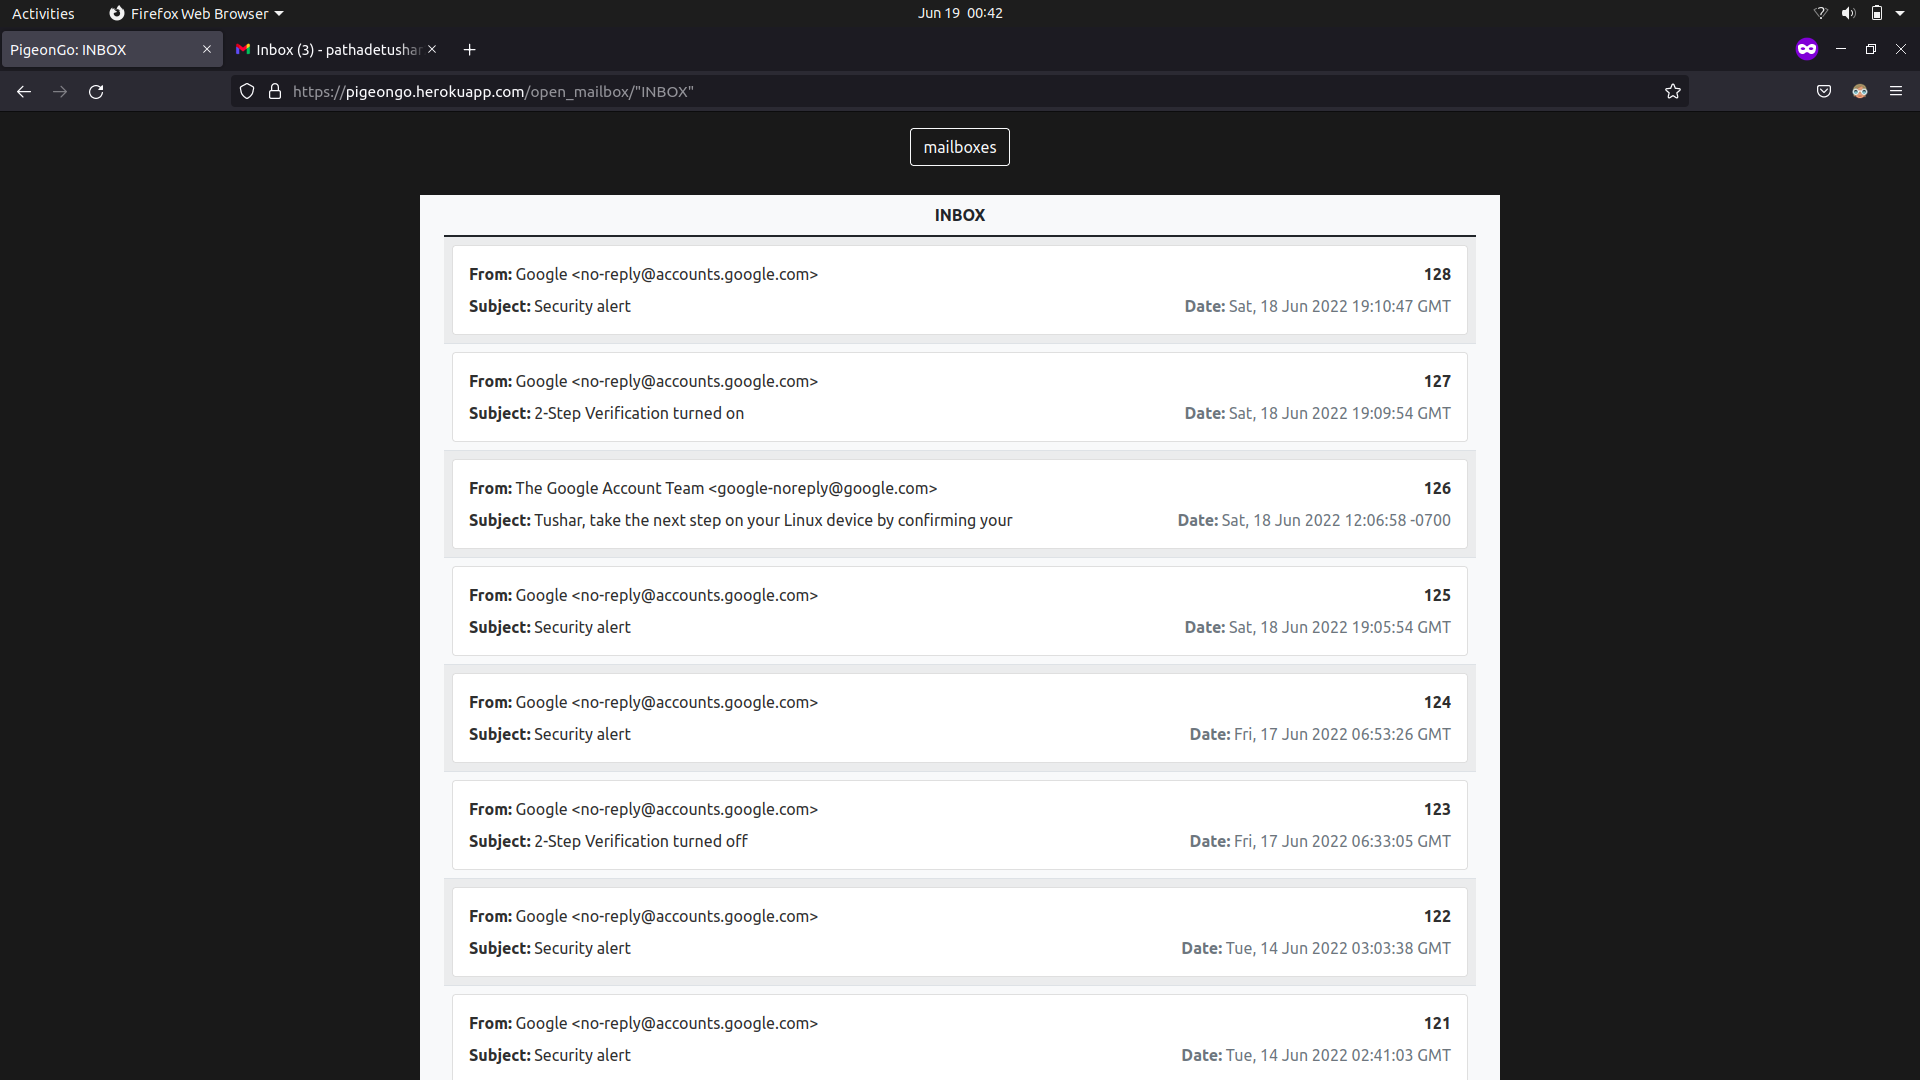 Activities
Firefox Web Browser
Jun 19 00:42
PigeonGo: INBOX
Inbox (3) - pathadetushar
https://pigeongo.herokuapp.com/open_mailbox/"INBOX"
mailboxes
INBOX
From: Google <no-reply@accounts.google.com> 128
Subject: Security alert Date: Sat, 18 Jun 2022 19:10:47 GMT
From: Google <no-reply@accounts.google.com> 127
Subject: 2-Step Verification turned on Date: Sat, 18 Jun 2022 19:09:54 GMT
From: The Google Account Team <google-noreply@google.com> 126
Subject: Tushar, take the next step on your Linux device by confirming your Date: Sat, 18 Jun 2022 12:06:58 -0700
From: Google <no-reply@accounts.google.com> 125
Subject: Security alert Date: Sat, 18 Jun 2022 19:05:54 GMT
From: Google <no-reply@accounts.google.com> 124
Subject: Security alert Date: Fri, 17 Jun 2022 06:53:26 GMT
From: Google <no-reply@accounts.google.com> 123
Subject: 2-Step Verification turned off Date: Fri, 17 Jun 2022 06:33:05 GMT
From: Google <no-reply@accounts.google.com> 122
Subject: Security alert Date: Tue, 14 Jun 2022 03:03:38 GMT
From: Google <no-reply@accounts.google.com> 121
Subject: Security alert Date: Tue, 14 Jun 2022 02:41:03 GMT